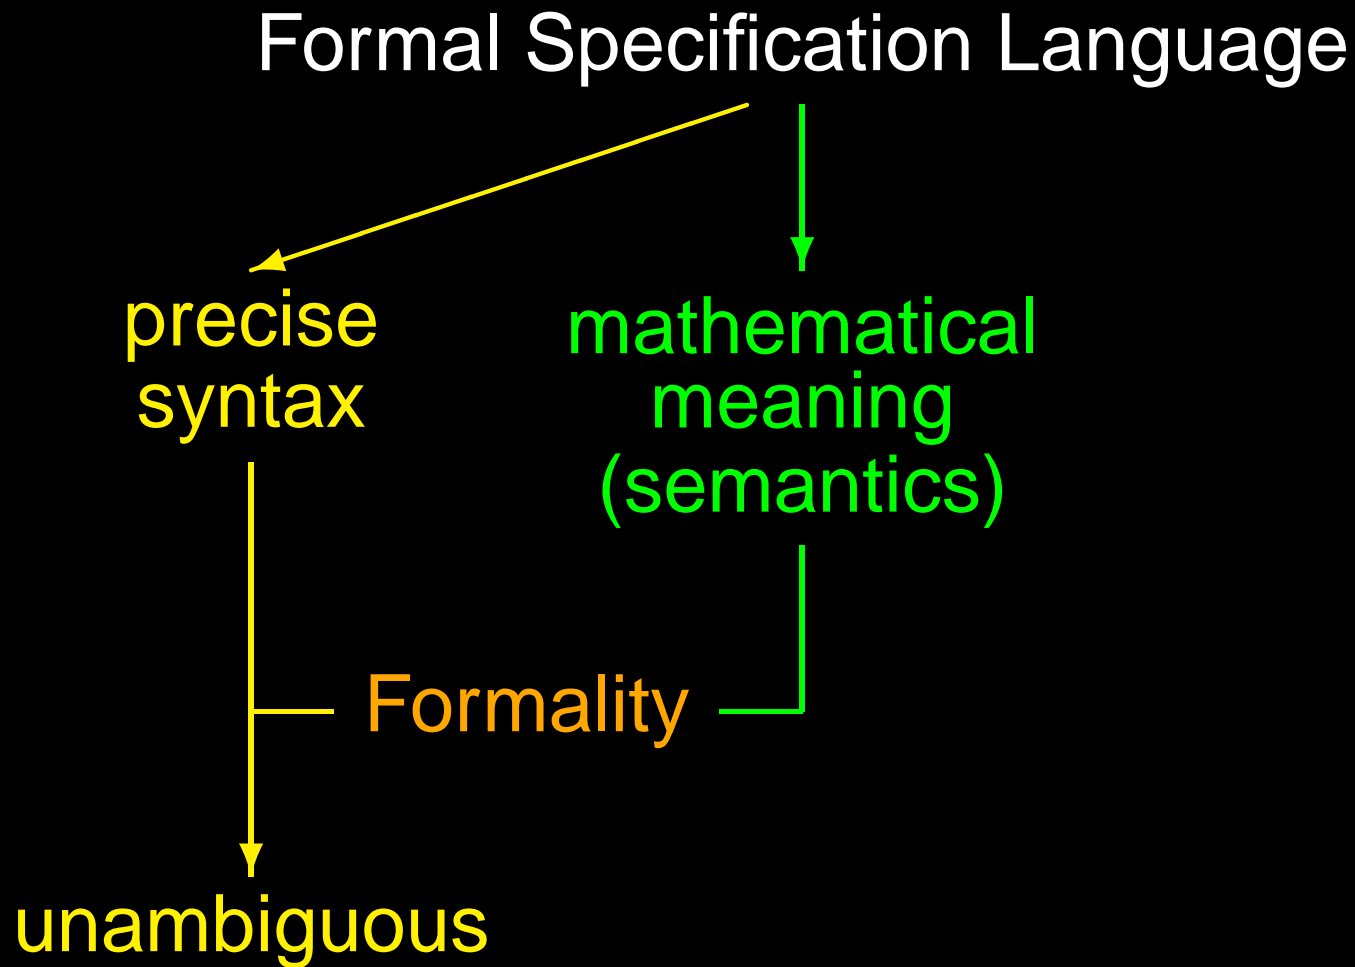 Formal Specification Language
precise
syntax
mathematical
meaning
(semantics)
Formality
unambiguous